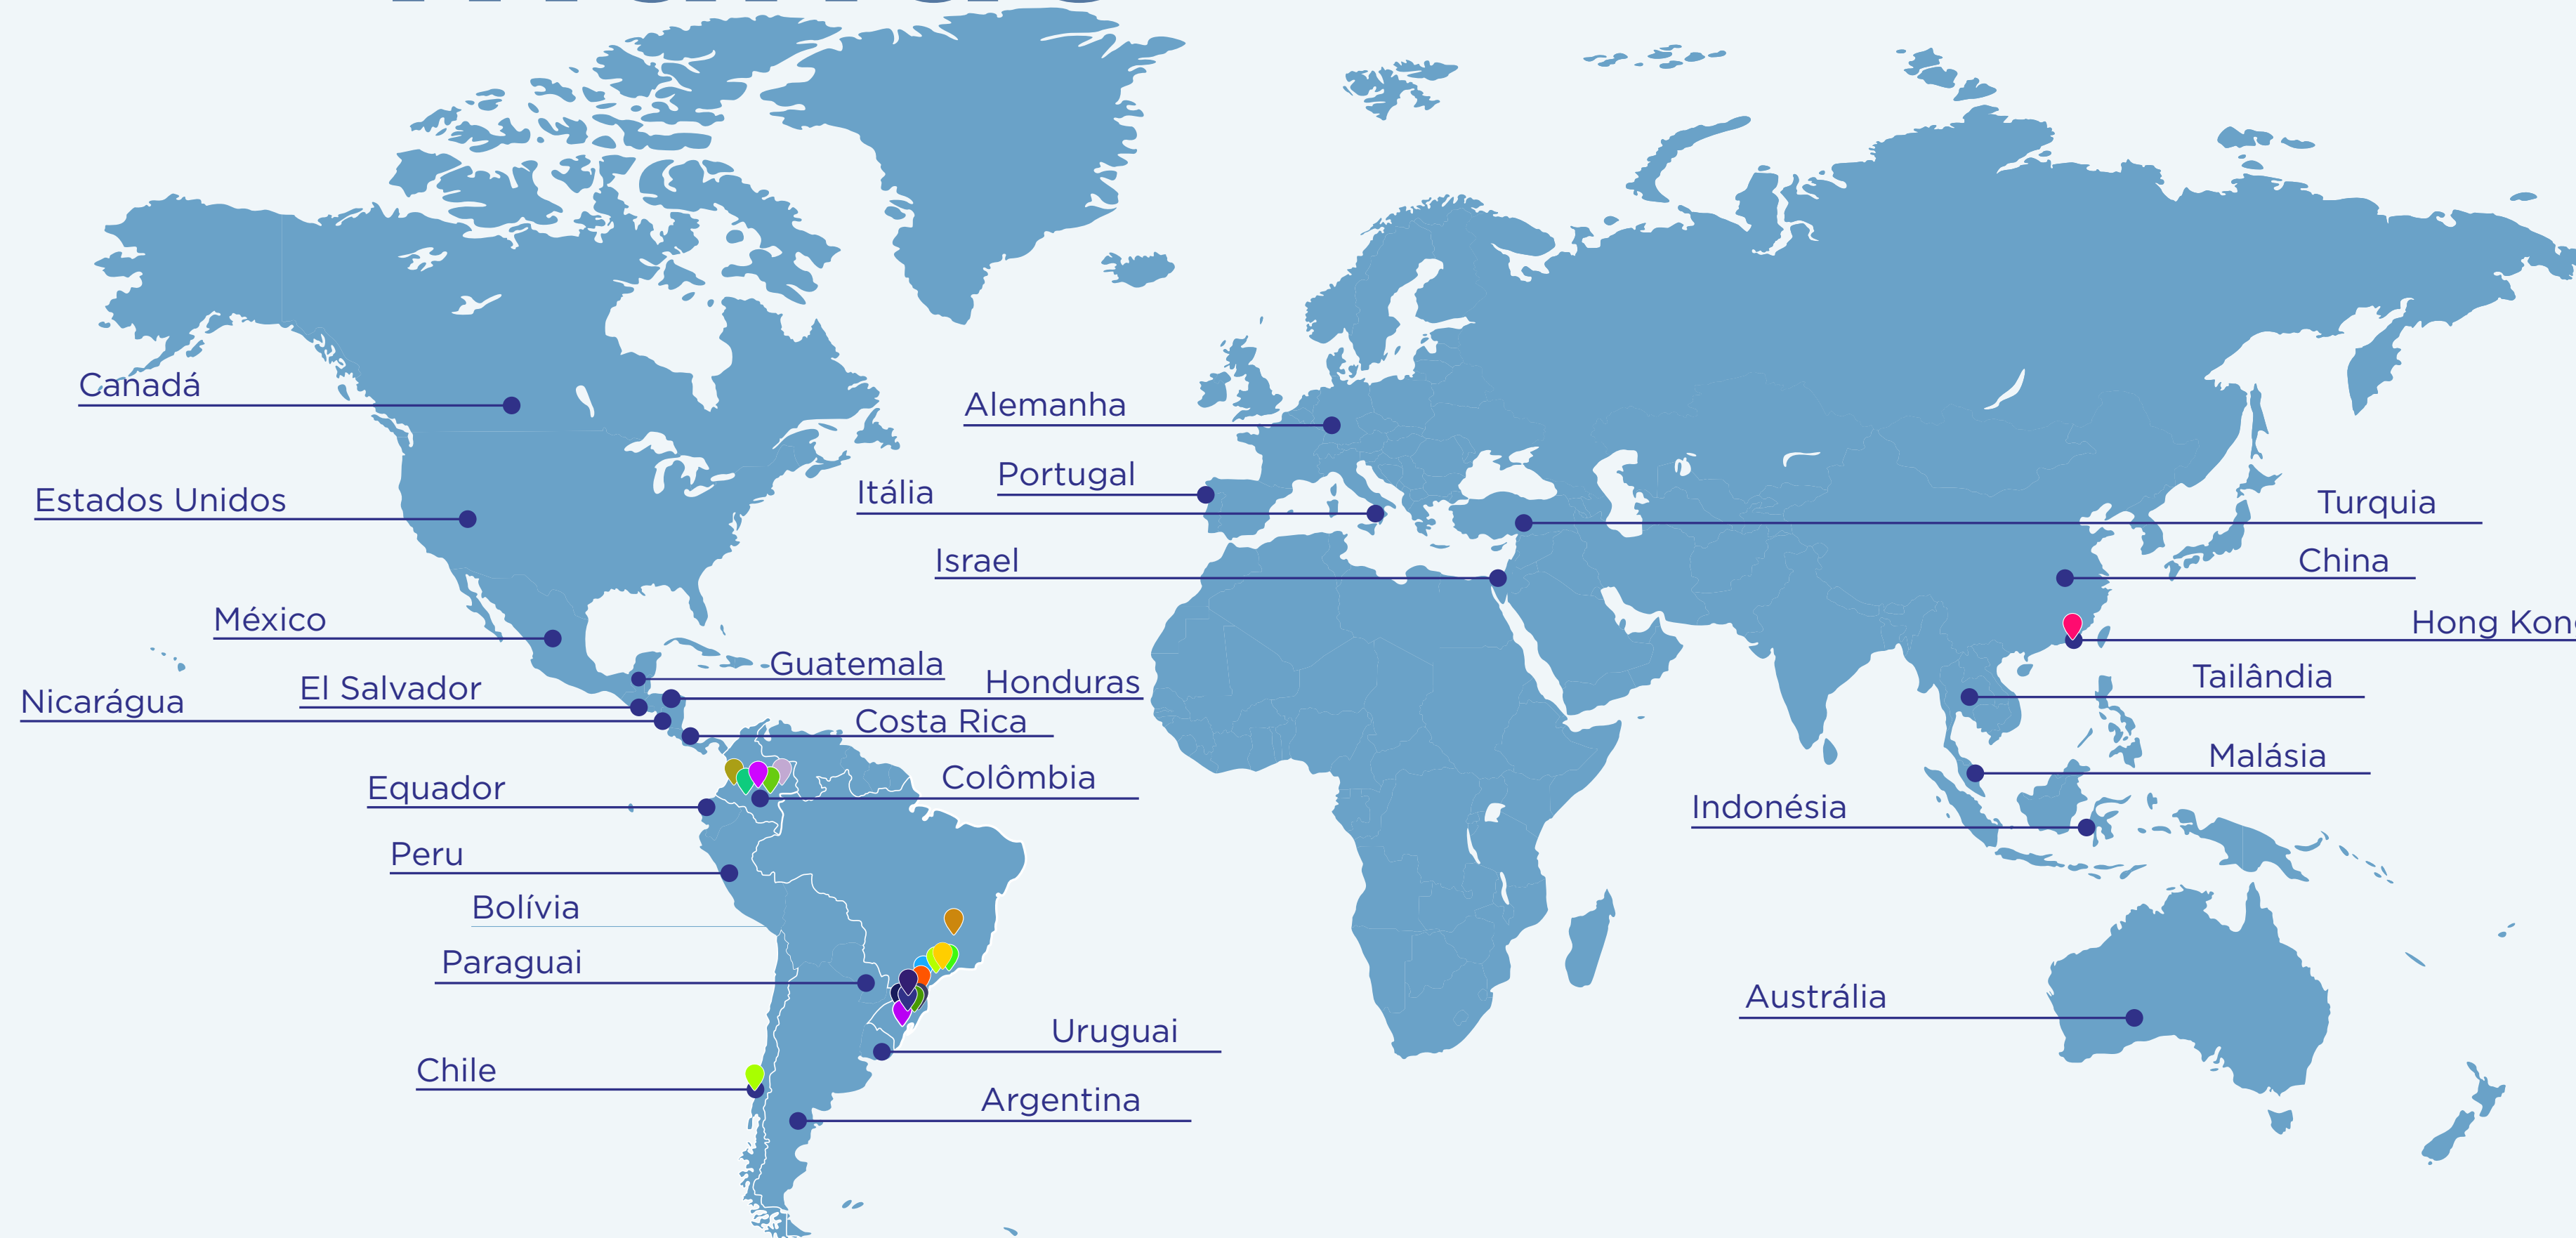 Canadá
Alemanha
Portugal
Itália
Estados Unidos
Turquia
Israel
China
México
Hong Kon
Guatemala
Tailândia
Honduras
El Salvador
Nicarágua
Costa Rica
Malásia
Colômbia
Equador
Indonésia
Peru
Bolívia
Paraguai
Austrália
Uruguai
Chile
Argentina